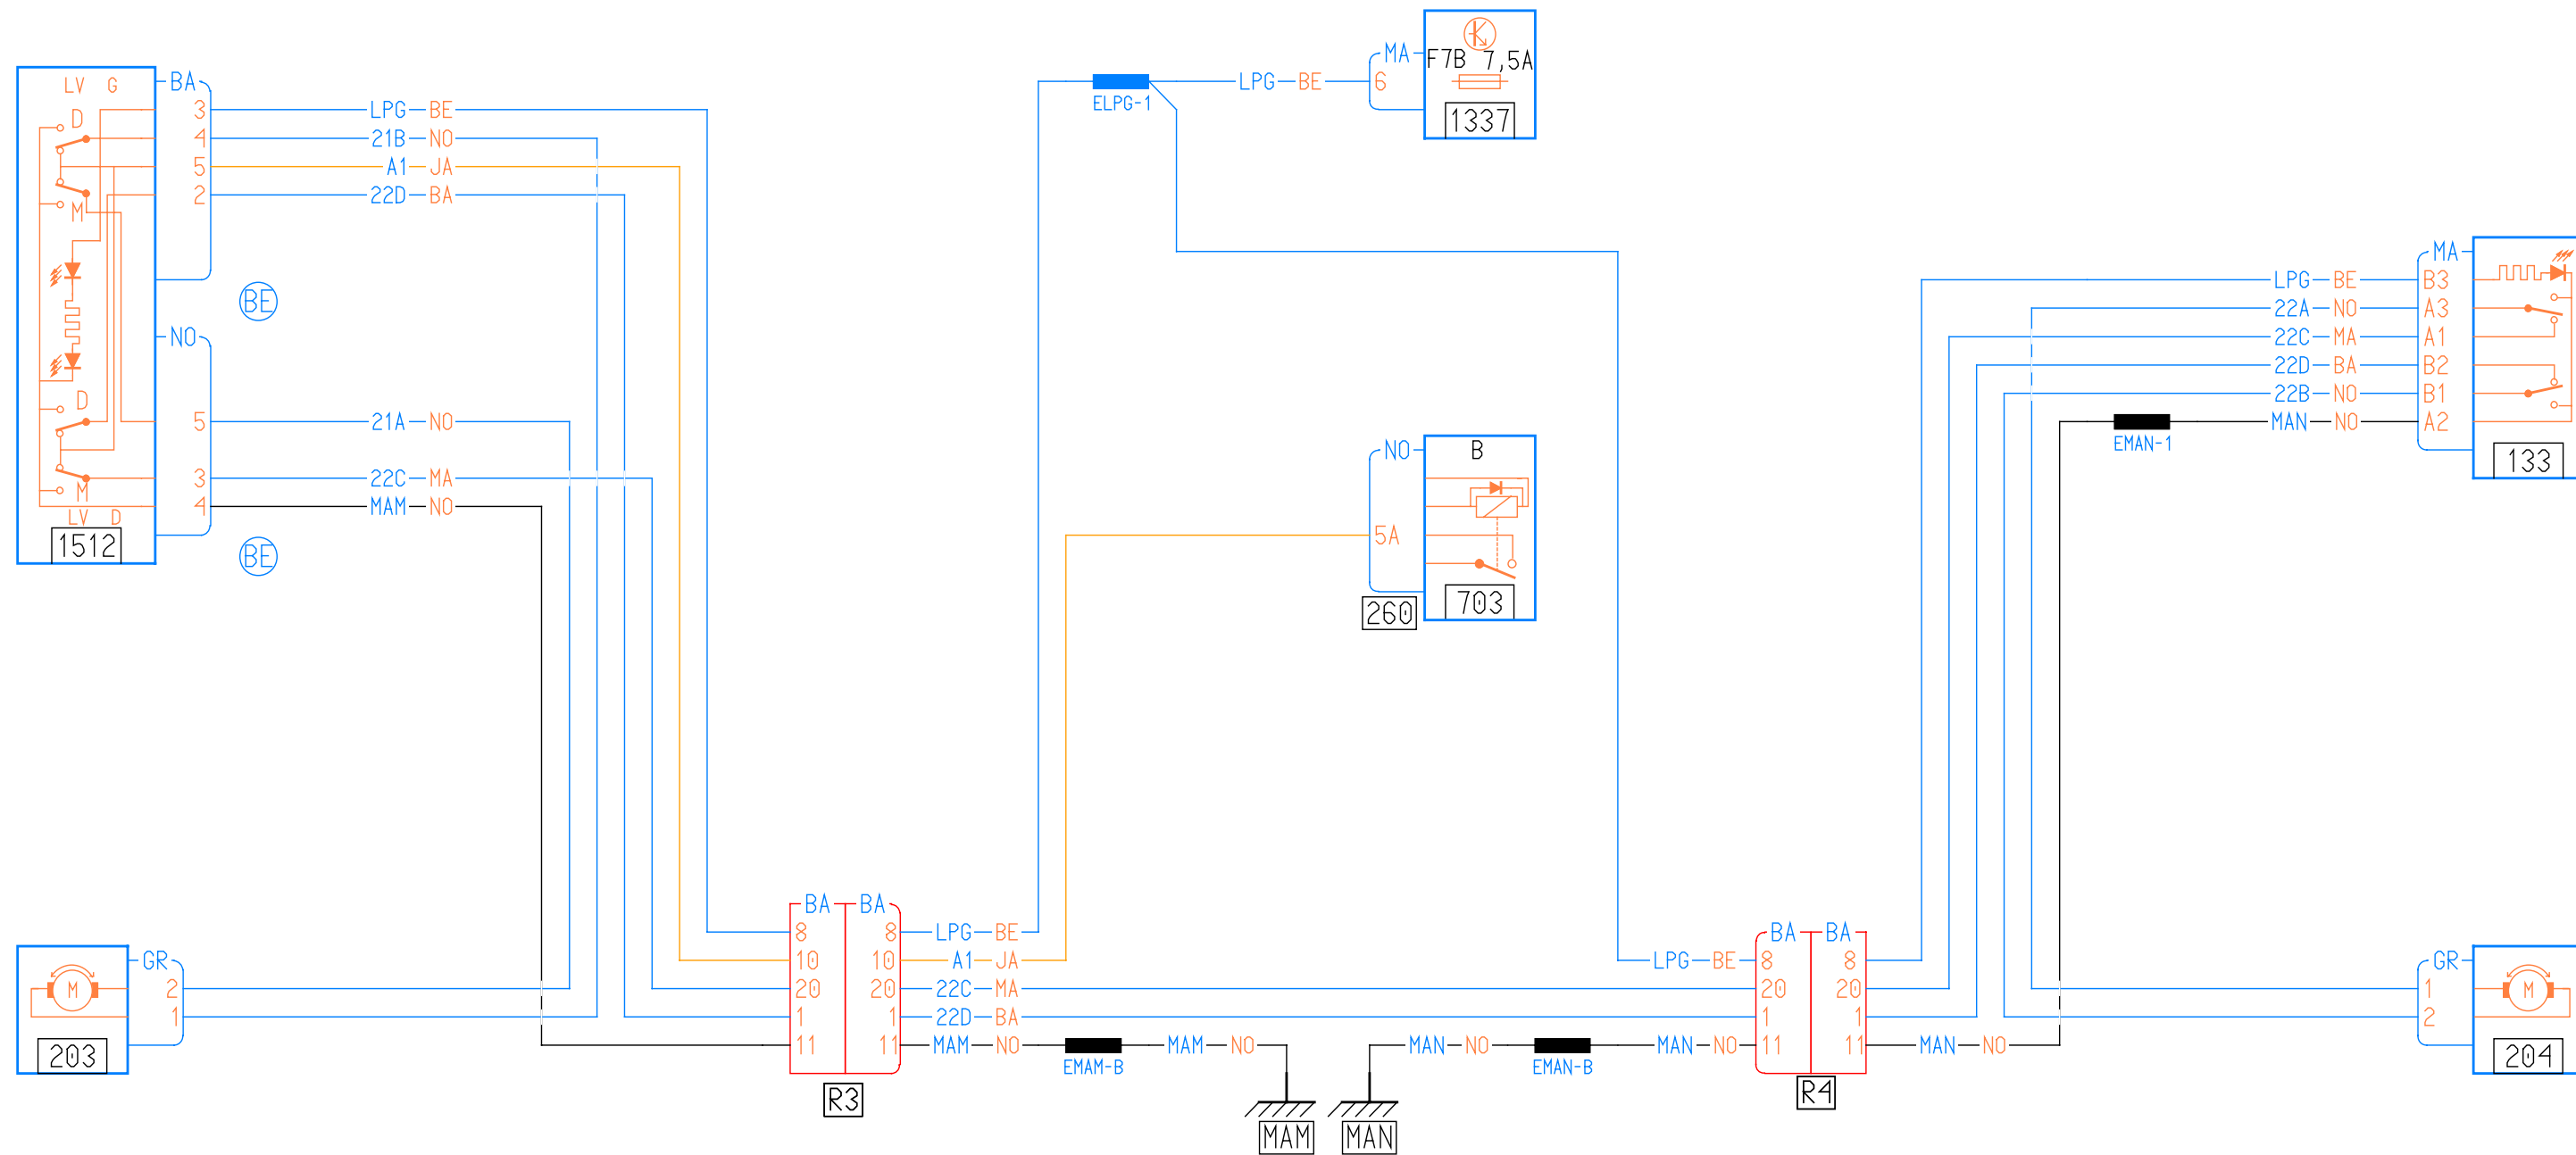 LV G
D
M
D
M
LV D
1512
BA
3 LPG BE
4 21B NO
5 A1 JA
2 22D BA
BE
NO
5 21A NO
3 22C MA
4 MAM NO
BE
M
203
GR
2
1
ELPG-1
LPG BE
MA
6
F7B 7,5A
1337
NO
5A
260
B
703
BA BA
8 8 LPG BE
10 10 A1 JA
20 20 22C MA
1 1 22D BA
11 11 MAM NO
R3
EMAM-B
MAM NO
MAM
MAN
MAN NO
EMAN-B
BA BA
LPG BE 8 8
20 20
1 1
MAN NO 11 11 MAN NO
R4
MA
LPG BE B3
22A NO A3
22C MA A1
22D BA B2
22B NO B1
EMAN-1
MAN NO A2
133
GR
1
2
M
204